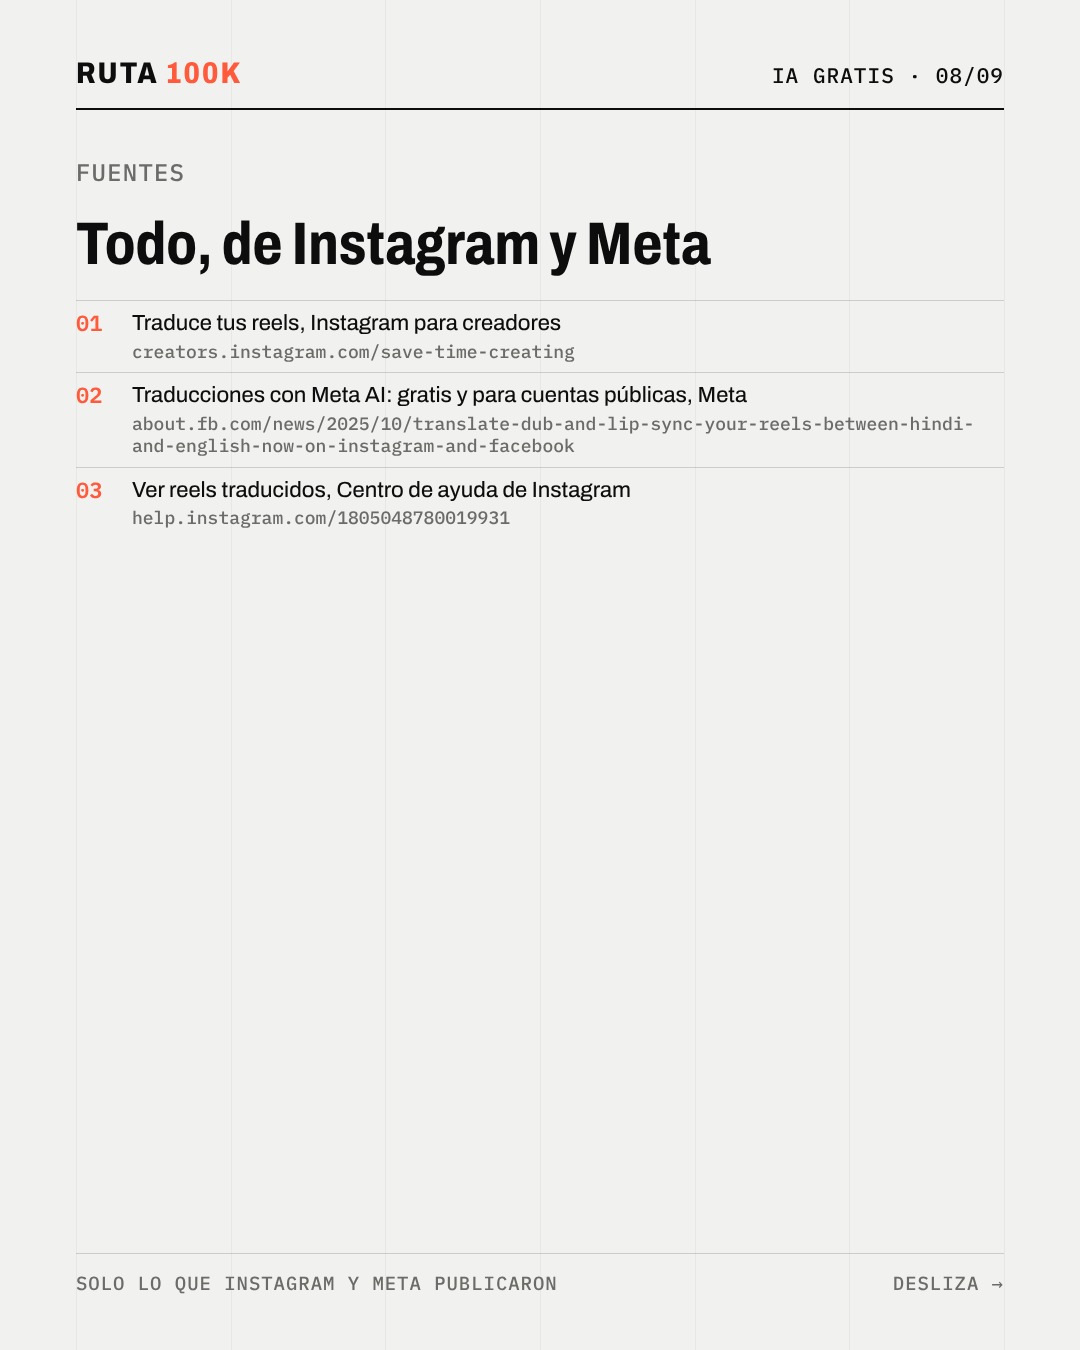 RUTA 100K
IA GRATIS · 08/09
FUENTES
Todo, de Instagram y Meta
01 Traduce tus reels, Instagram para creadores
creators.instagram.com/save-time-creating
02 Traducciones con Meta AI: gratis y para cuentas públicas, Meta
about.fb.com/news/2025/10/translate-dub-and-lip-sync-your-reels-between-hindi-
and-english-now-on-instagram-and-facebook
03 Ver reels traducidos, Centro de ayuda de Instagram
help.instagram.com/1805048780019931
SOLO LO QUE INSTAGRAM Y META PUBLICARON
DESLIZA →